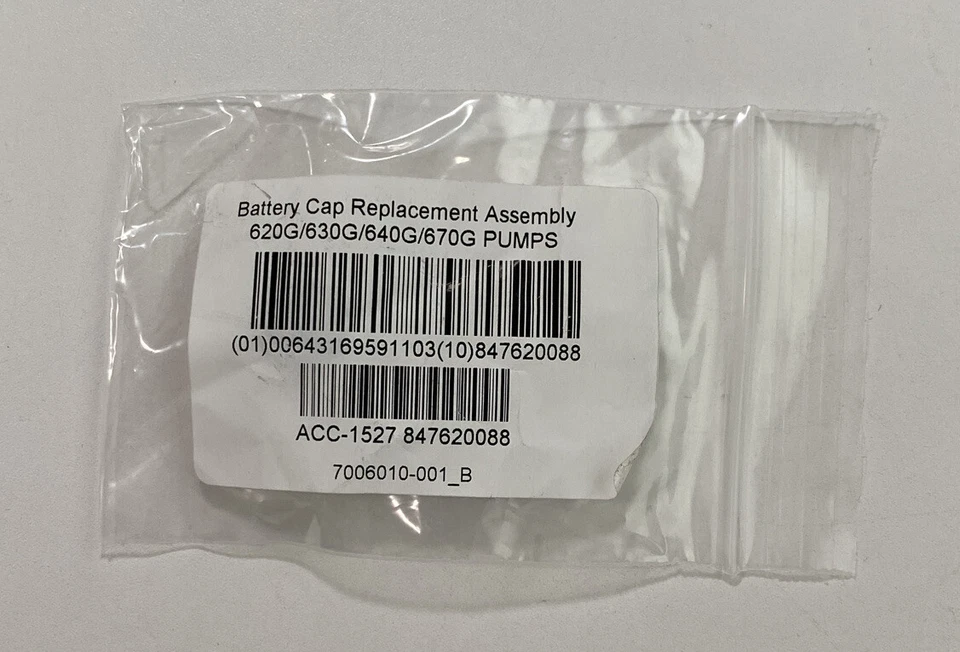 Battery Cap Replacement Assembly
620G/630G/640G/670G PUMPS
(01)00643169591103(10)847620088
ACC-1527 847620088
7006010-001_B